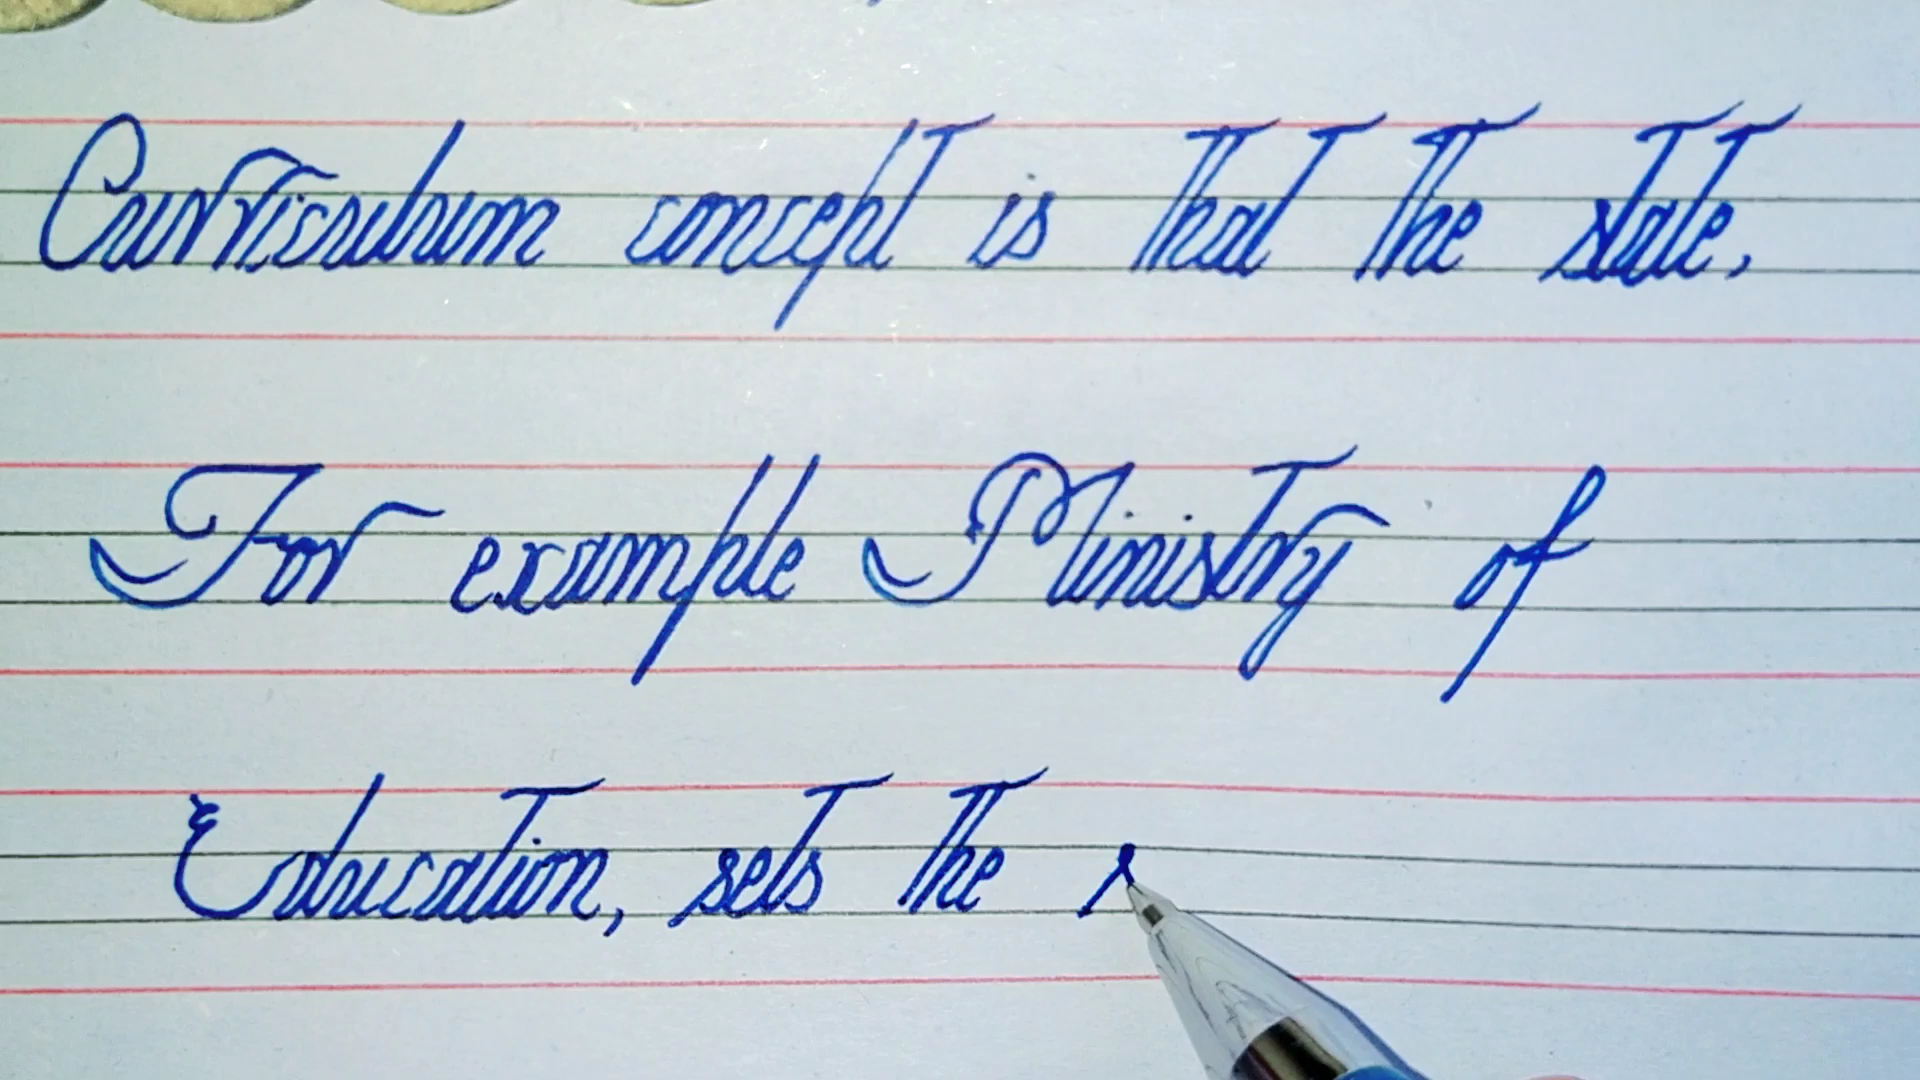 Curriculum concept is that the state,
For example Ministry of
Education, sets the s